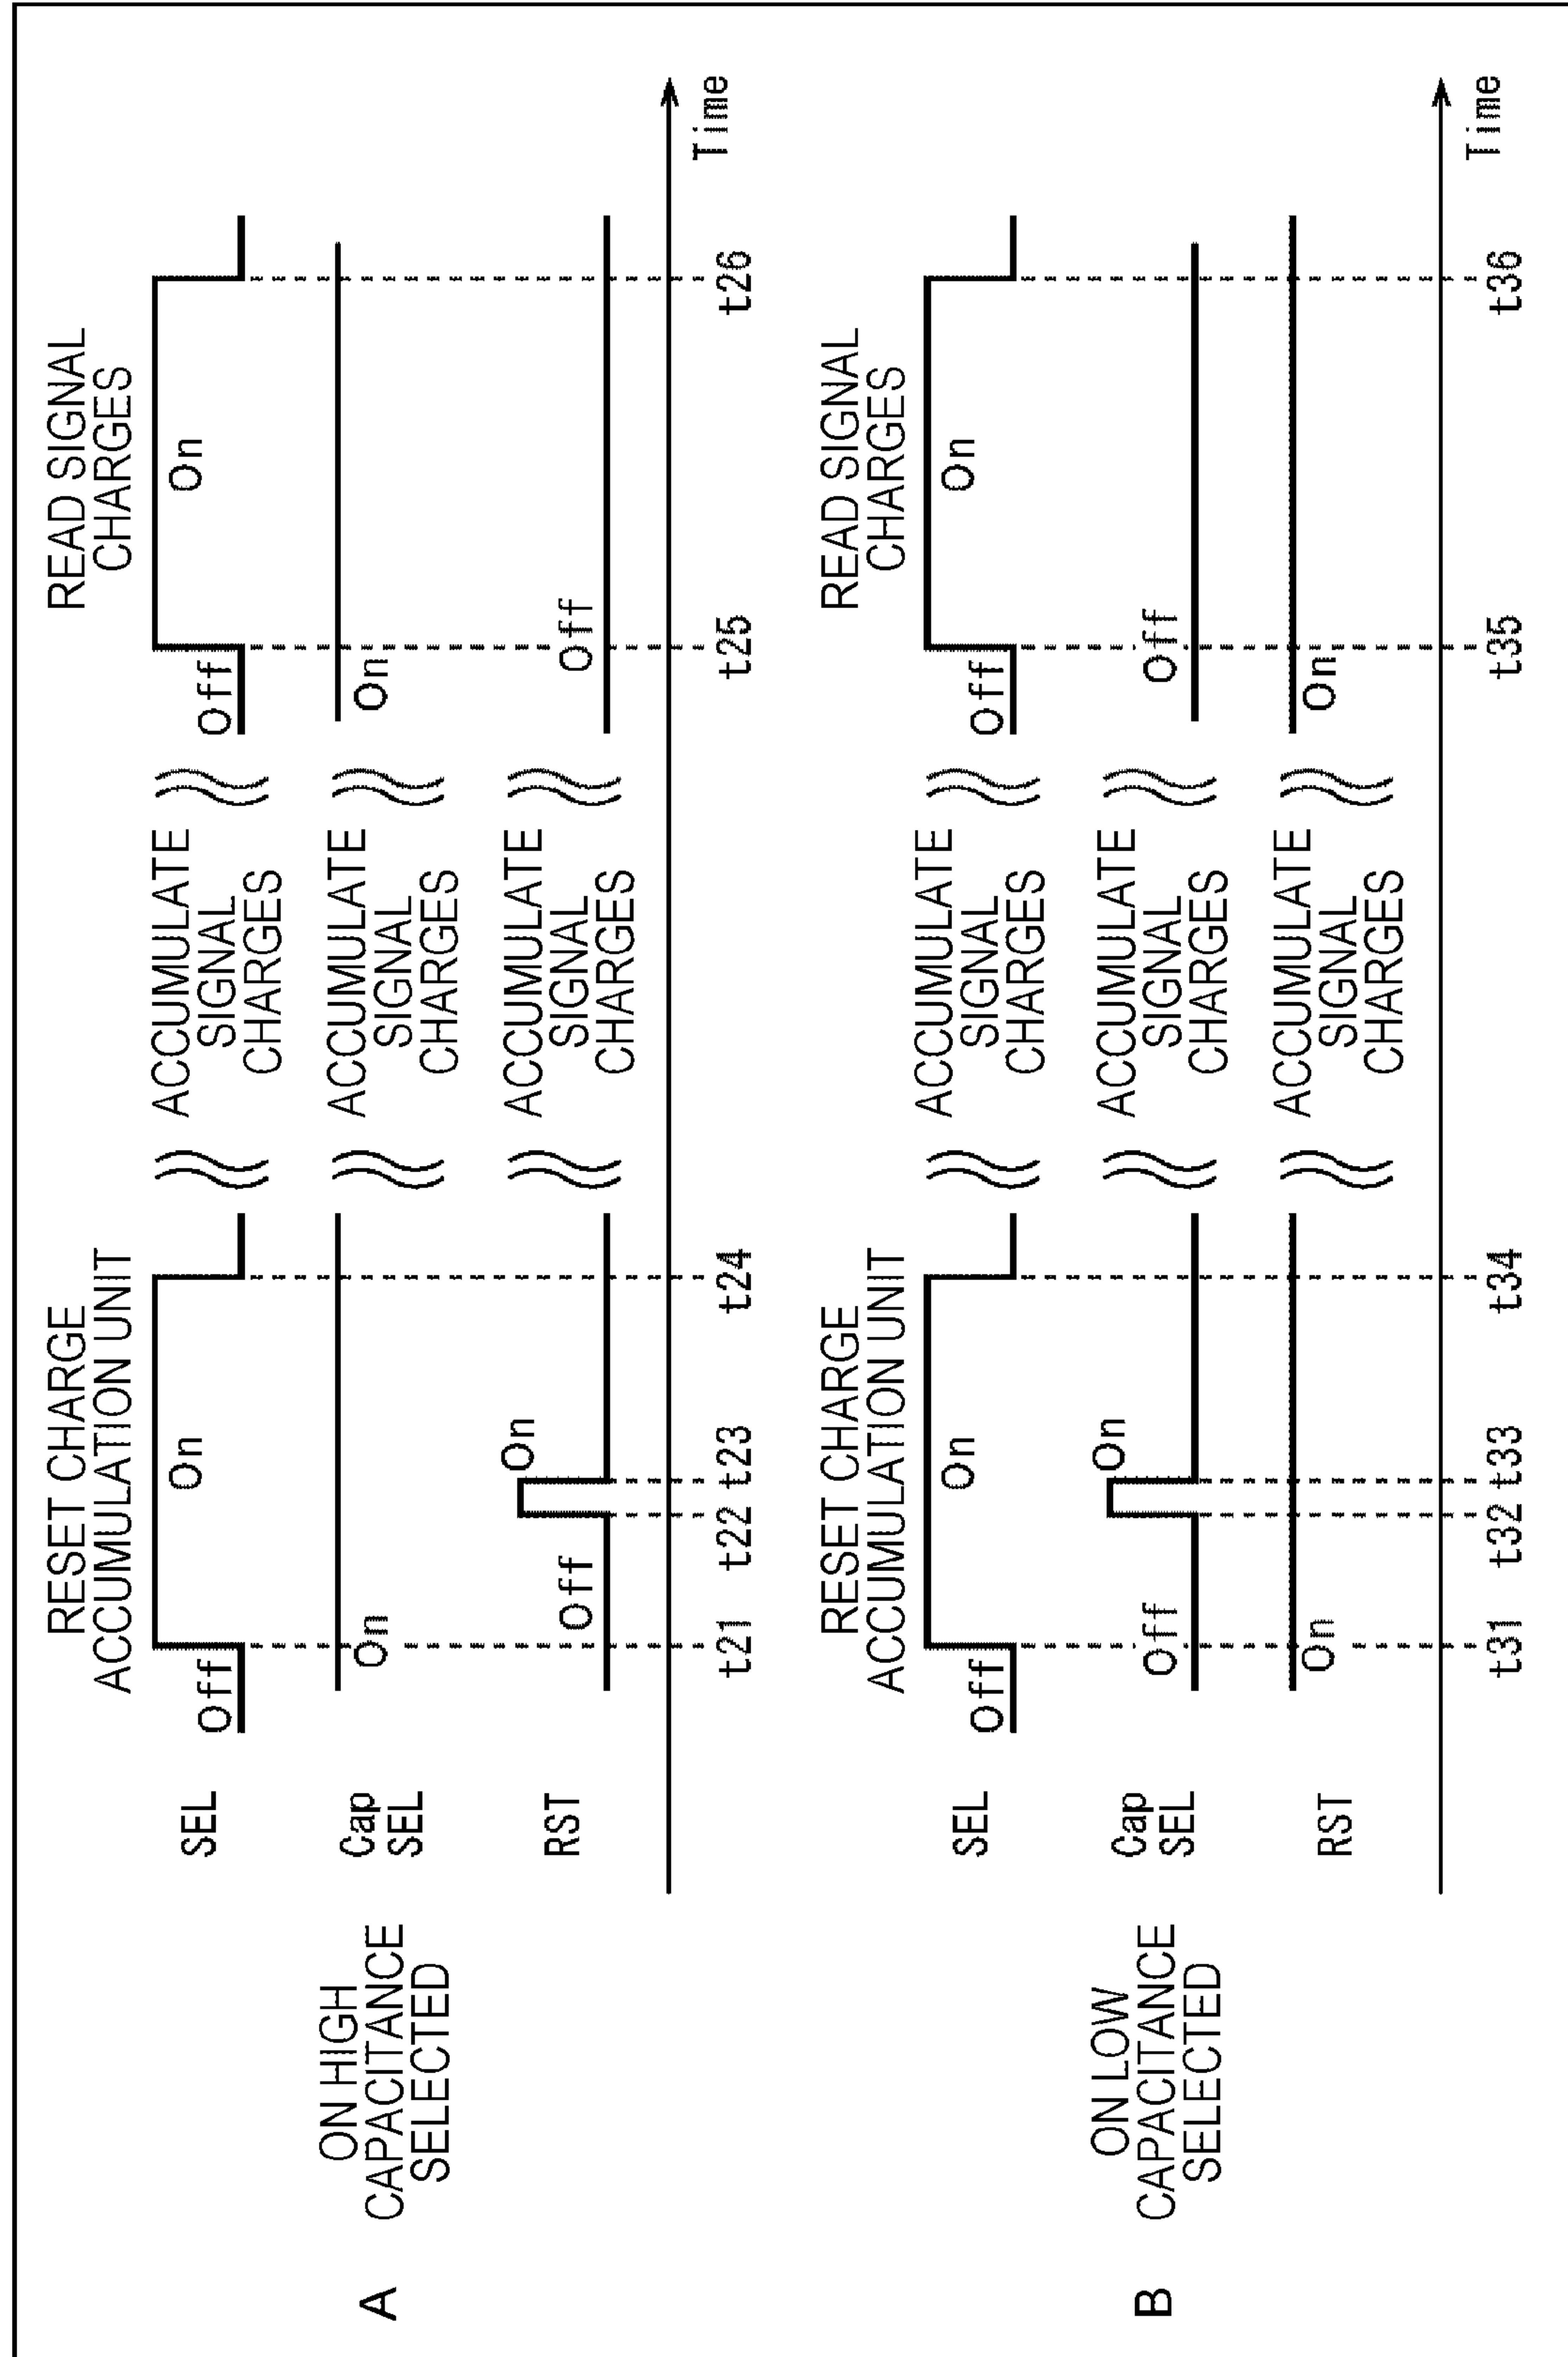 A
ON HIGH
CAPACITANCE
SELECTED
RESET CHARGE
ACCUMULATION UNIT
READ SIGNAL
CHARGES
SEL
Off
On
ACCUMULATE
SIGNAL
CHARGES
Off
On
Cap
SEL
On
ACCUMULATE
SIGNAL
CHARGES
On
RST
Off
On
ACCUMULATE
SIGNAL
CHARGES
Off
t21
t22
t23
t24
t25
t26
Time
B
ON LOW
CAPACITANCE
SELECTED
RESET CHARGE
ACCUMULATION UNIT
READ SIGNAL
CHARGES
SEL
Off
On
ACCUMULATE
SIGNAL
CHARGES
Off
On
Cap
SEL
Off
On
ACCUMULATE
SIGNAL
CHARGES
Off
RST
On
ACCUMULATE
SIGNAL
CHARGES
On
t31
t32
t33
t34
t35
t36
Time